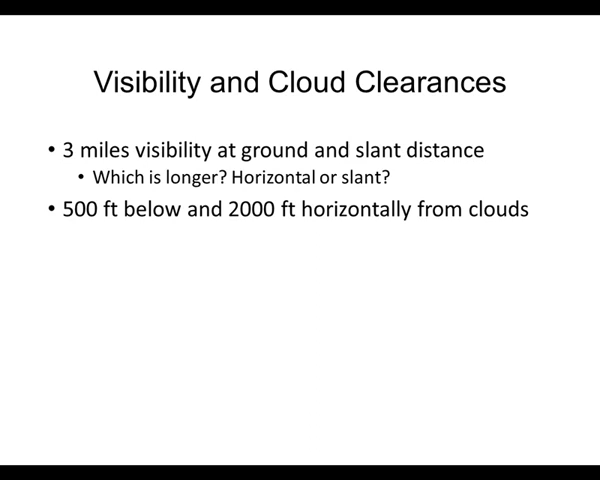 Visibility and Cloud Clearances
• 3 miles visibility at ground and slant distance
• Which is longer? Horizontal or slant?
• 500 ft below and 2000 ft horizontally from clouds